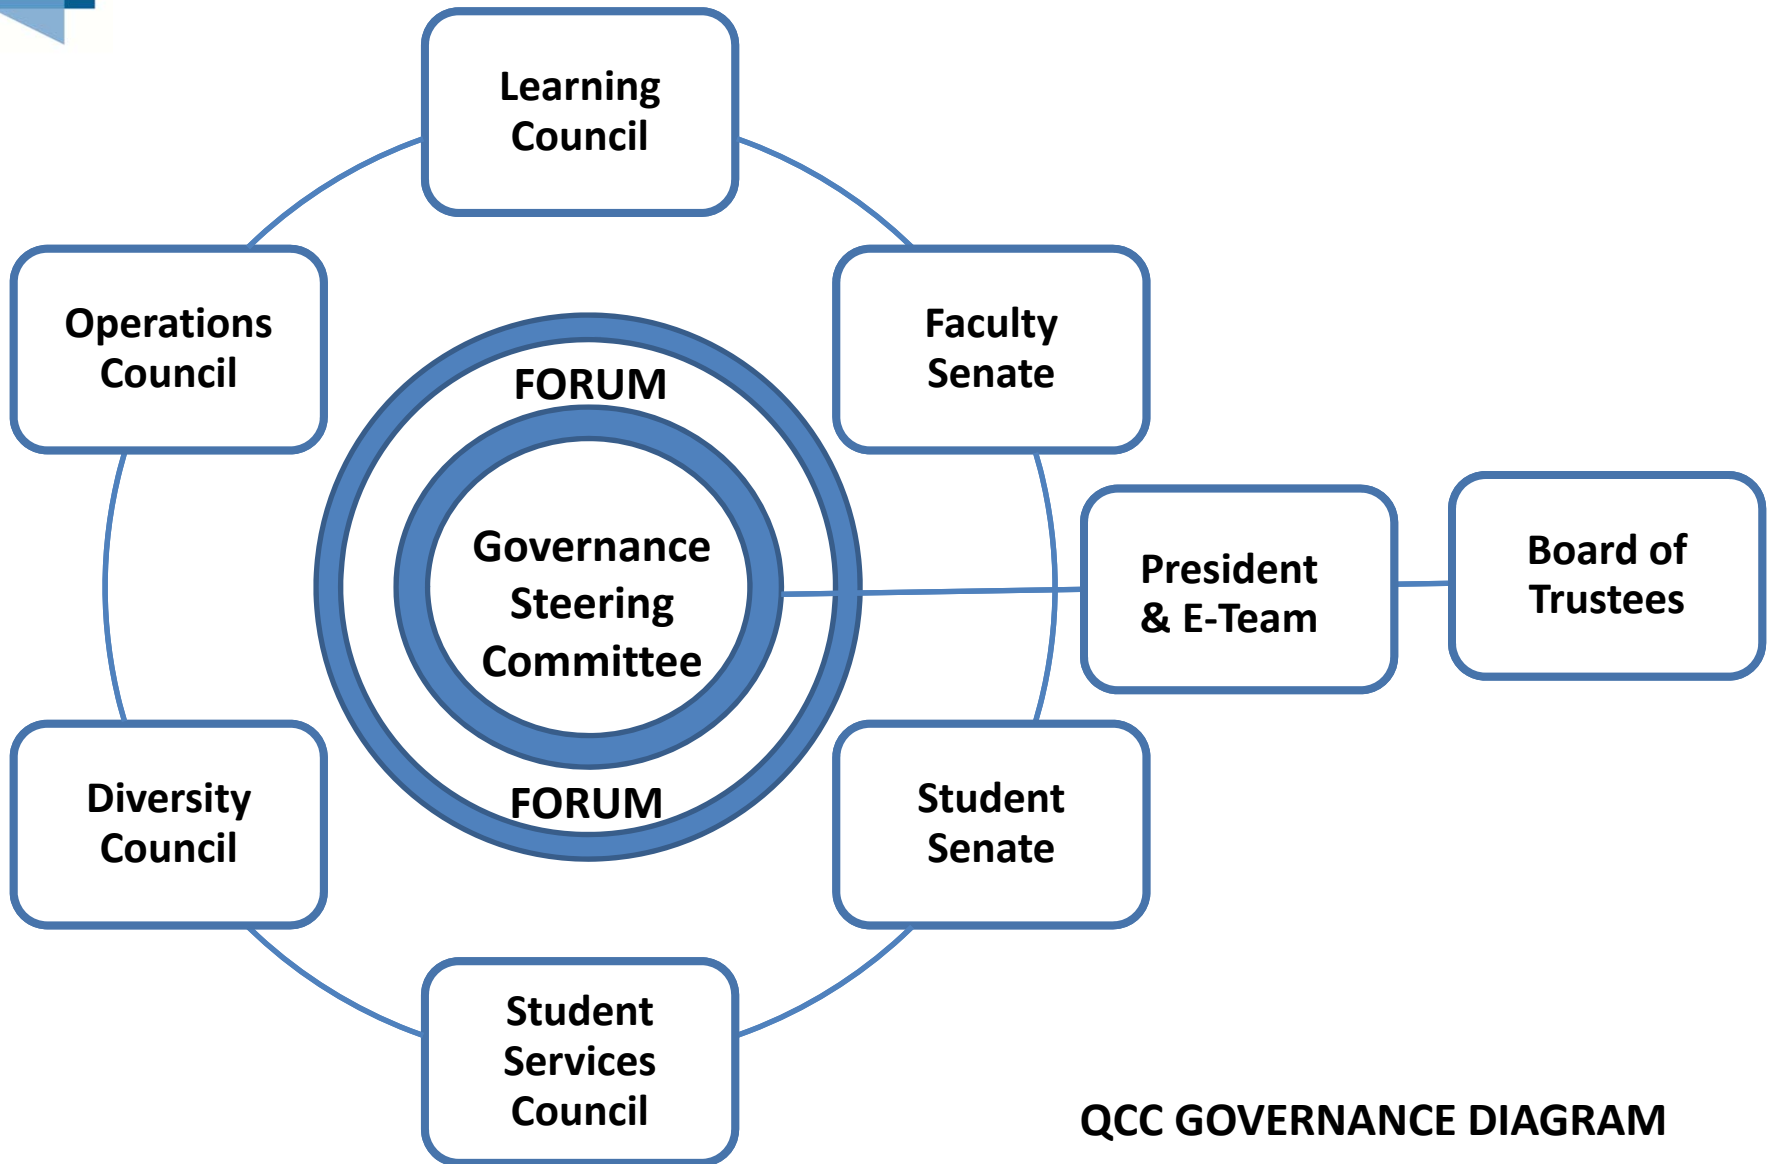 Learning
Council
Operations
Council
Faculty
Senate
FORUM
Governance
Steering
Committee
President
& E-Team
Board of
Trustees
FORUM
Diversity
Council
Student
Senate
Student
Services
Council
QCC GOVERNANCE DIAGRAM